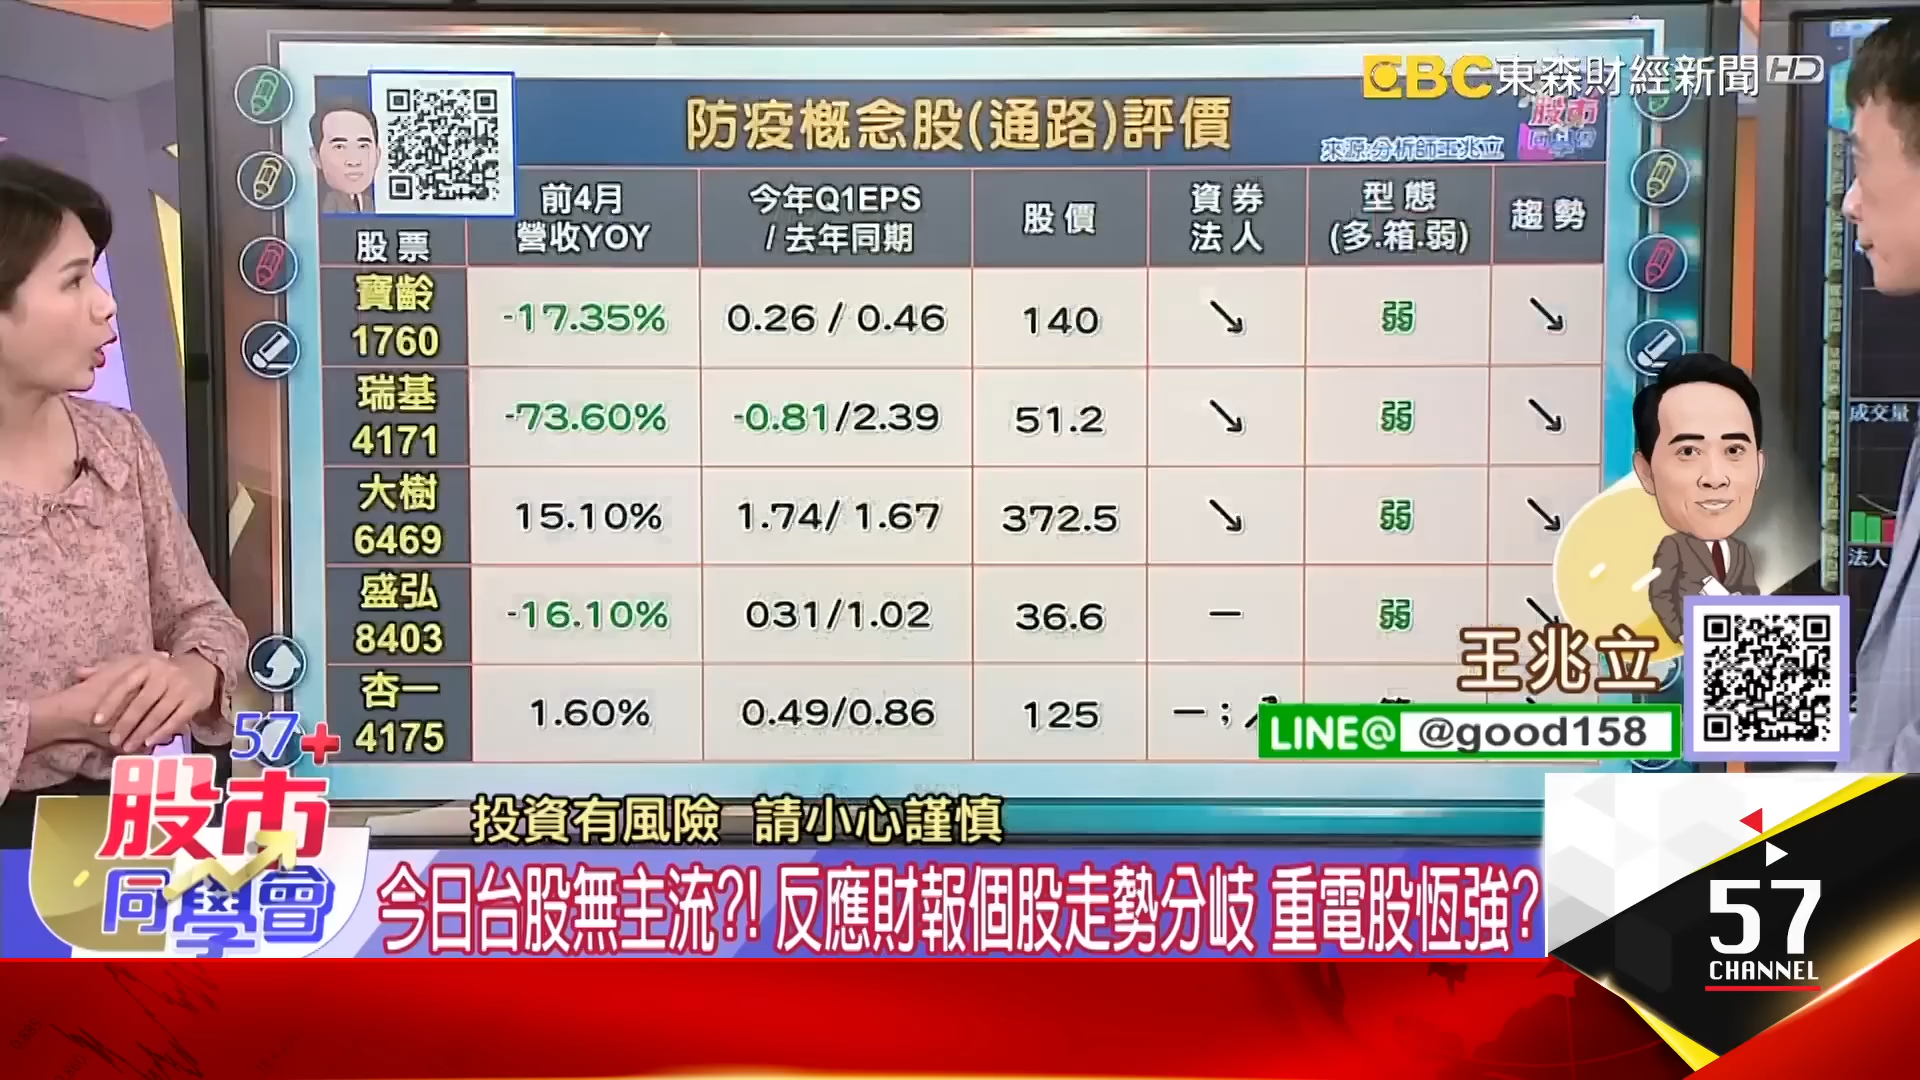 EBC東森財經新聞HD
防疫概念股(通路)評價
來源:分析師王兆立
股市
同學會
股票
前4月
營收YOY
今年Q1EPS
/去年同期
股價
資券
法人
型態
(多.箱.弱)
趨勢
寶齡
1760
-17.35%
0.26 / 0.46
140
↘
弱
↘
瑞基
4171
-73.60%
-0.81/2.39
51.2
↘
弱
↘
大樹
6469
15.10%
1.74/ 1.67
372.5
↘
弱
↘
盛弘
8403
-16.10%
031/1.02
36.6
—
弱
杏一
4175
1.60%
0.49/0.86
125
— ;
成交量
法人
王兆立
LINE@ @good158
57+
股市
同學會
投資有風險 請小心謹慎
今日台股無主流?! 反應財報個股走勢分歧 重電股恆強?
57
CHANNEL